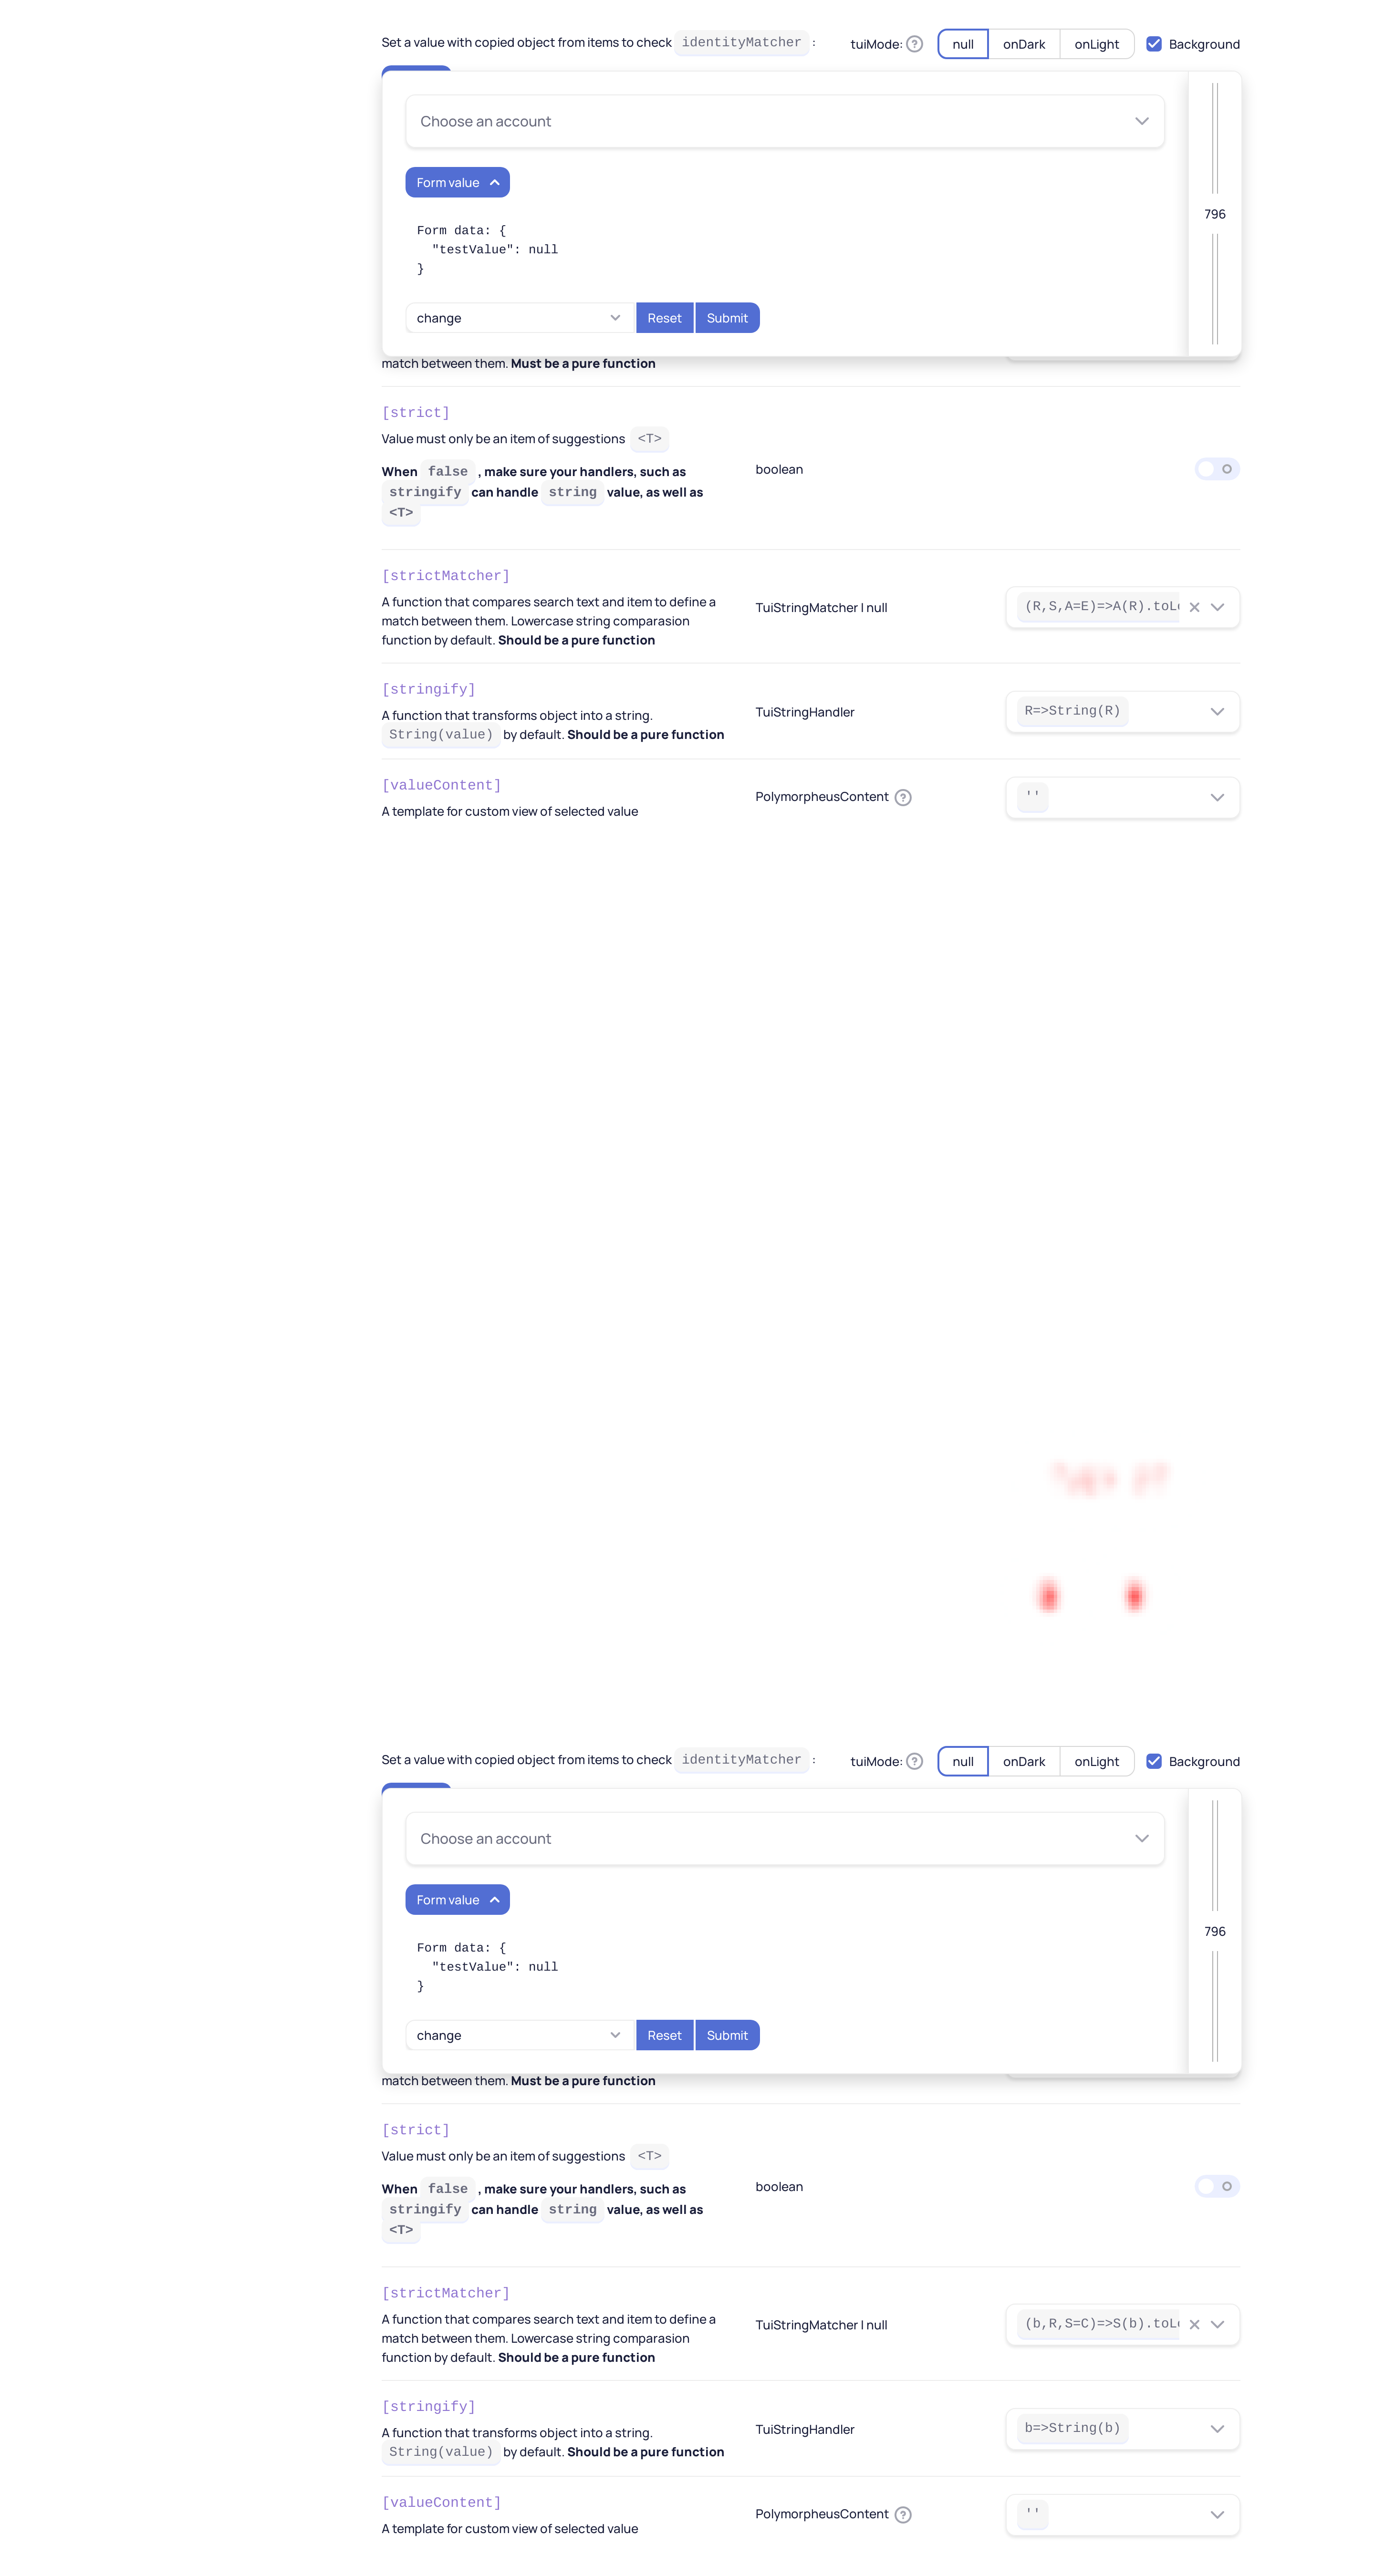 Set a value with copied object from items to check identityMatcher : tuiMode: ? null onDark onLight Background
Choose an account
Form value
796
Form data: {
"testValue": null
}
change Reset Submit
match between them. Must be a pure function
[strict]
Value must only be an item of suggestions <T>
When false , make sure your handlers, such as
boolean
stringify can handle string value, as well as
<T>
[strictMatcher]
A function that compares search text and item to define a
TuiStringMatcher | null (R,S,A=E)=>A(R).toL
match between them. Lowercase string comparasion
function by default. Should be a pure function
[stringify]
A function that transforms object into a string.
TuiStringHandler R=>String(R)
String(value) by default. Should be a pure function
[valueContent]
PolymorpheusContent ? ''
A template for custom view of selected value
Set a value with copied object from items to check identityMatcher : tuiMode: ? null onDark onLight Background
Choose an account
Form value
796
Form data: {
"testValue": null
}
change Reset Submit
match between them. Must be a pure function
[strict]
Value must only be an item of suggestions <T>
When false , make sure your handlers, such as
boolean
stringify can handle string value, as well as
<T>
[strictMatcher]
A function that compares search text and item to define a
TuiStringMatcher | null (b,R,S=C)=>S(b).toL
match between them. Lowercase string comparasion
function by default. Should be a pure function
[stringify]
A function that transforms object into a string.
TuiStringHandler b=>String(b)
String(value) by default. Should be a pure function
[valueContent]
PolymorpheusContent ? ''
A template for custom view of selected value